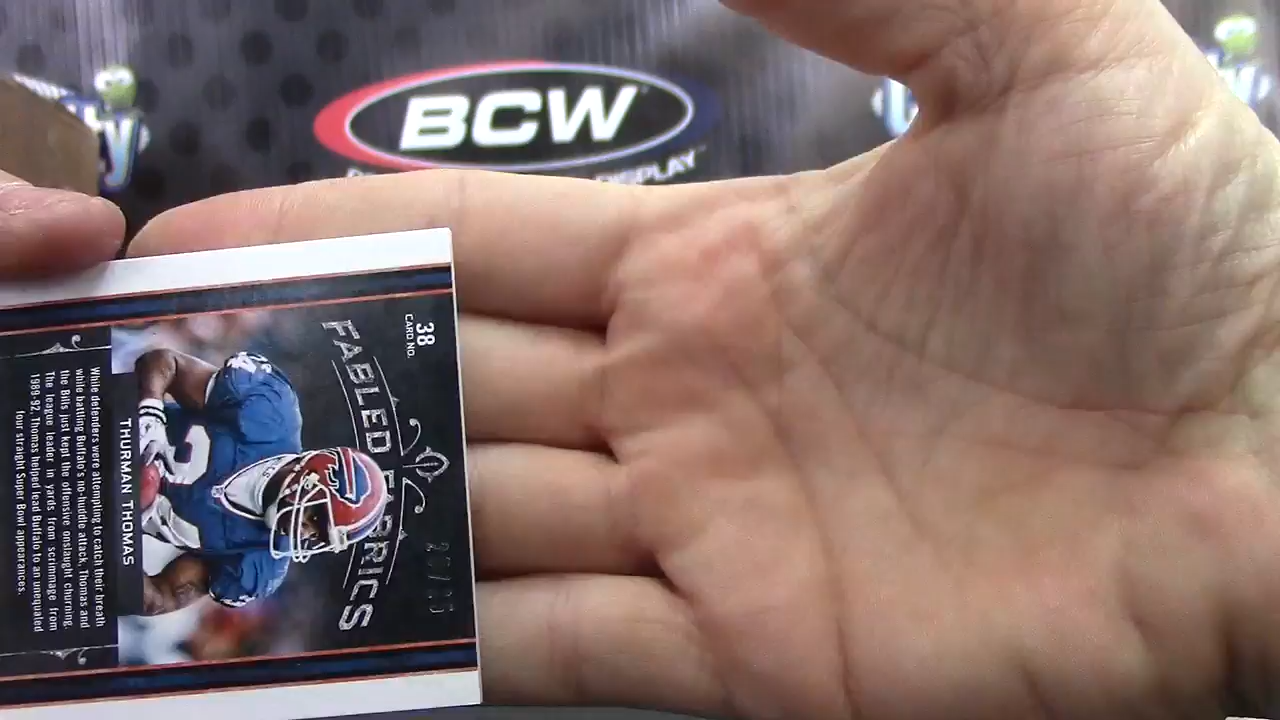 BCW
DISPLAY
38
CARD NO.
FABLED FABRICS
THURMAN THOMAS
While defenders were attempting to catch their breath
while battling Buffalo's no-huddle attack, Thomas and
the Bills just kept the offensive onslaught churning.
The league leader in yards from scrimmage from
1989-92, Thomas helped lead Buffalo to an unequaled
four straight Super Bowl appearances.